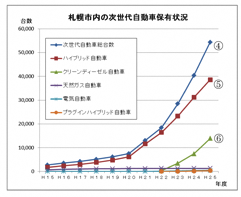 札幌市内の次世代自動車保有状況
台数
60,000
50,000
40,000
30,000
20,000
10,000
0
次世代自動車総台数
ハイブリッド自動車
クリーンディーゼル自動車
天然ガス自動車
電気自動車
プラグインハイブリッド自動車
④
⑤
⑥
H15 H16 H17 H18 H19 H20 H21 H22 H23 H24 H25
年度